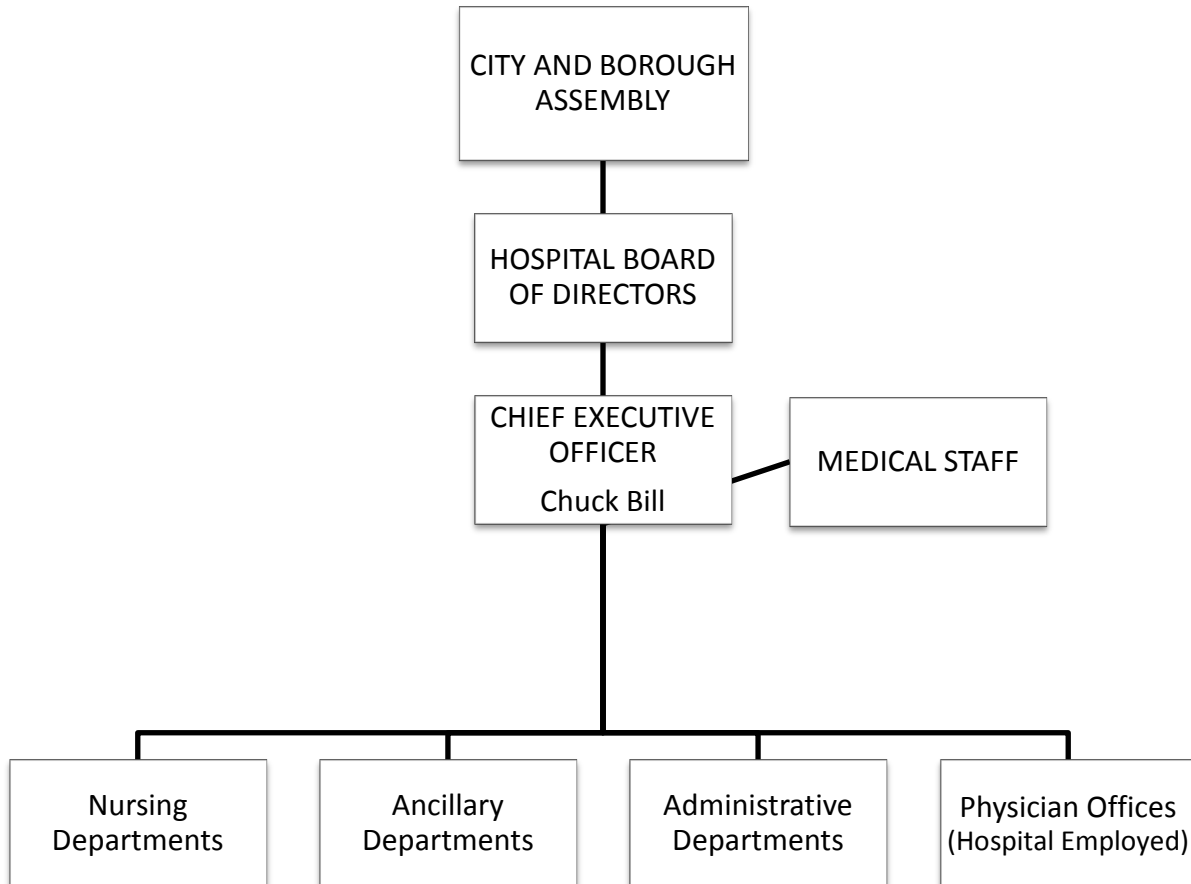 CITY AND BOROUGH
ASSEMBLY
HOSPITAL BOARD
OF DIRECTORS
CHIEF EXECUTIVE
OFFICER
Chuck Bill
MEDICAL STAFF
Nursing
Departments
Ancillary
Departments
Administrative
Departments
Physician Offices
(Hospital Employed)